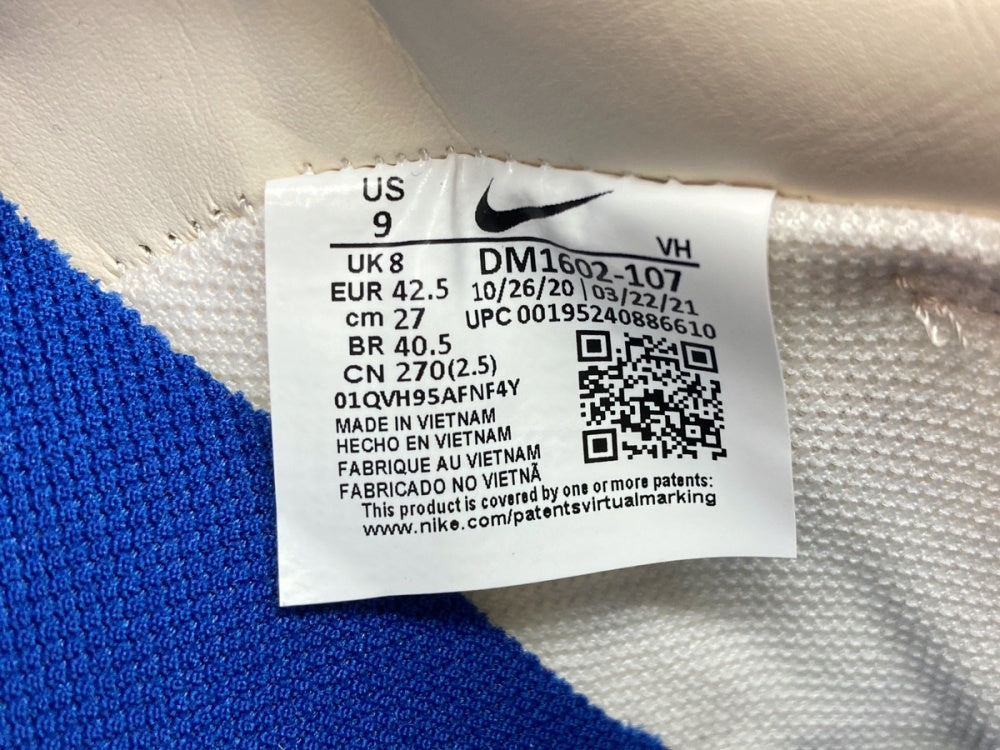 US
9
VH
UK 8
DM1602-107
EUR 42.5
10/26/20 | 03/22/21
cm 27
UPC 00195240886610
BR 40.5
CN 270(2.5)
01QVH95AFNF4Y
MADE IN VIETNAM
HECHO EN VIETNAM
FABRIQUE AU VIETNAM
FABRICADO NO VIETNÃ
This product is covered by one or more patents:
www.nike.com/patentsvirtualmarking